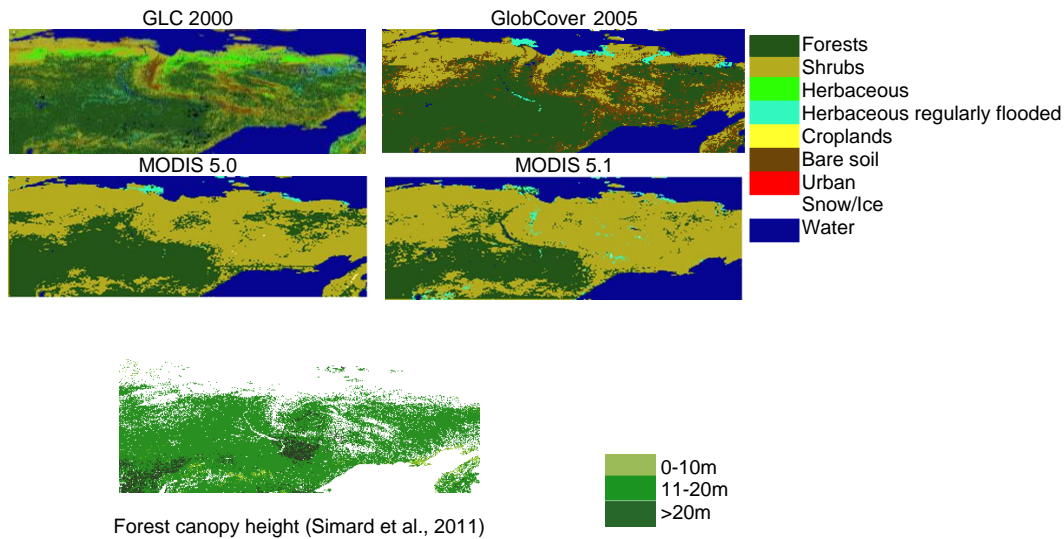 GLC 2000
GlobCover 2005
Forests
Shrubs
Herbaceous
Herbaceous regularly flooded
Croplands
Bare soil
Urban
Snow/Ice
Water
MODIS 5.0
MODIS 5.1
0-10m
11-20m
>20m
Forest canopy height (Simard et al., 2011)